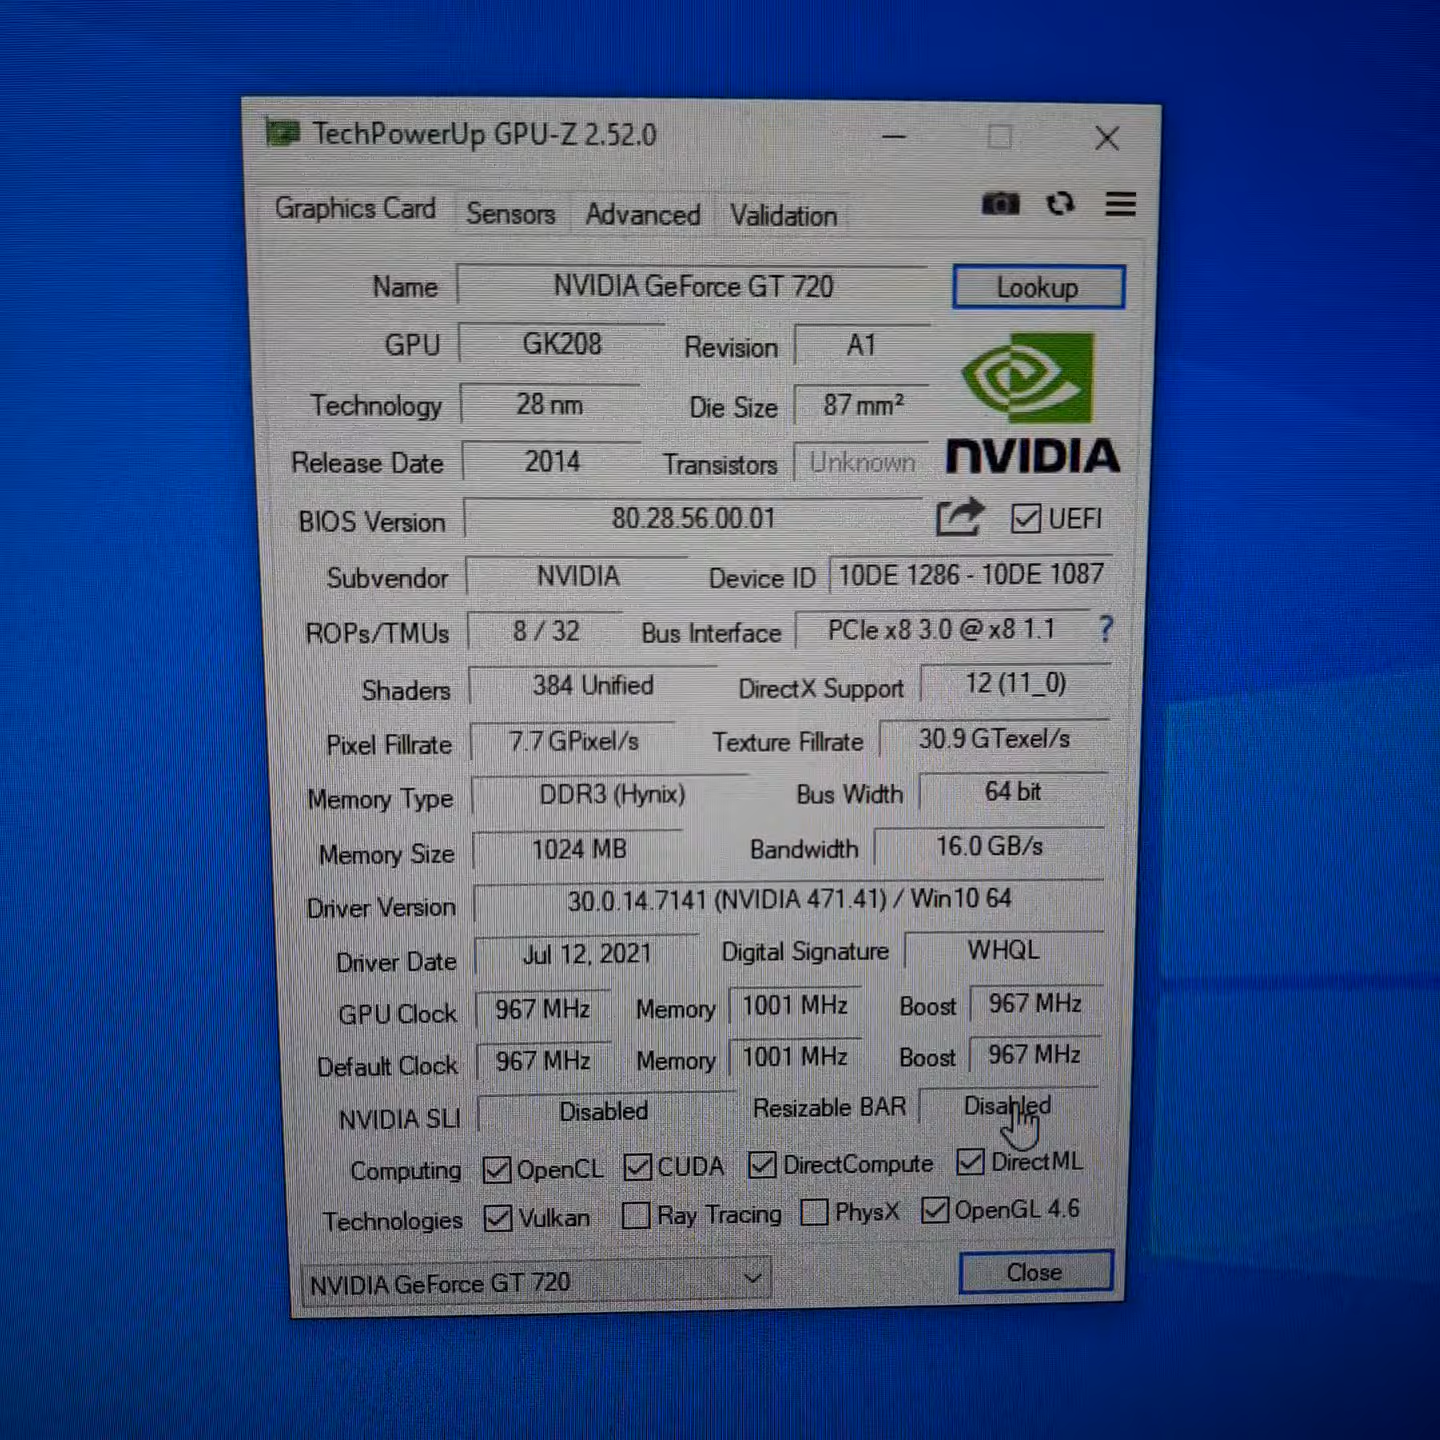 TechPowerUp GPU-Z 2.52.0
Graphics Card Sensors Advanced Validation
Name NVIDIA GeForce GT 720 Lookup
GPU GK208 Revision A1
Technology 28 nm Die Size 87 mm²
Release Date 2014 Transistors Unknown
NVIDIA
BIOS Version 80.28.56.00.01 UEFI
Subvendor NVIDIA Device ID 10DE 1286 - 10DE 1087
ROPs/TMUs 8 / 32 Bus Interface PCIe x8 3.0 @ x8 1.1 ?
Shaders 384 Unified DirectX Support 12 (11_0)
Pixel Fillrate 7.7 GPixel/s Texture Fillrate 30.9 GTexel/s
Memory Type DDR3 (Hynix) Bus Width 64 bit
Memory Size 1024 MB Bandwidth 16.0 GB/s
Driver Version 30.0.14.7141 (NVIDIA 471.41) / Win10 64
Driver Date Jul 12, 2021 Digital Signature WHQL
GPU Clock 967 MHz Memory 1001 MHz Boost 967 MHz
Default Clock 967 MHz Memory 1001 MHz Boost 967 MHz
NVIDIA SLI Disabled Resizable BAR Disabled
Computing OpenCL CUDA DirectCompute DirectML
Technologies Vulkan Ray Tracing PhysX OpenGL 4.6
NVIDIA GeForce GT 720 Close